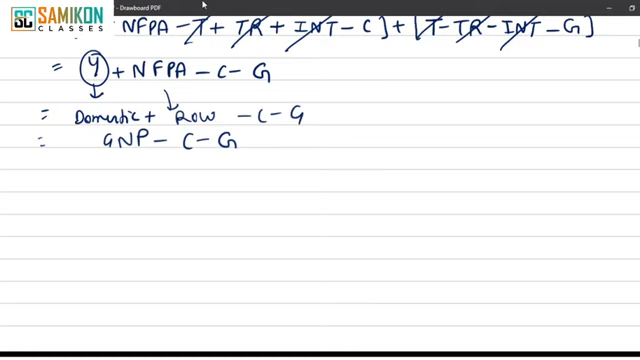 SC SAMIKON CLASSES - Drawboard PDF
NFPA - T + TR + INT - C ] + [ T - TR - INT - G ]
= Y + NFPA - C - G
= Domestic + Row - C - G
= GNP - C - G